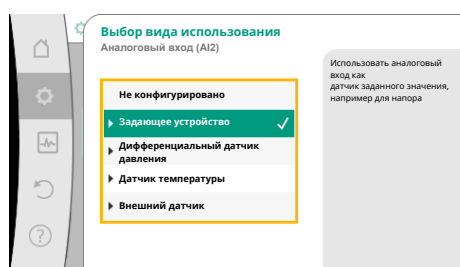 Выбор вида использования
Аналоговый вход (AI2)
Не конфигурировано
Задающее устройство
Дифференциальный датчик
давления
Датчик температуры
Внешний датчик
Использовать аналоговый
вход как
датчик заданного значения,
например для напора
?